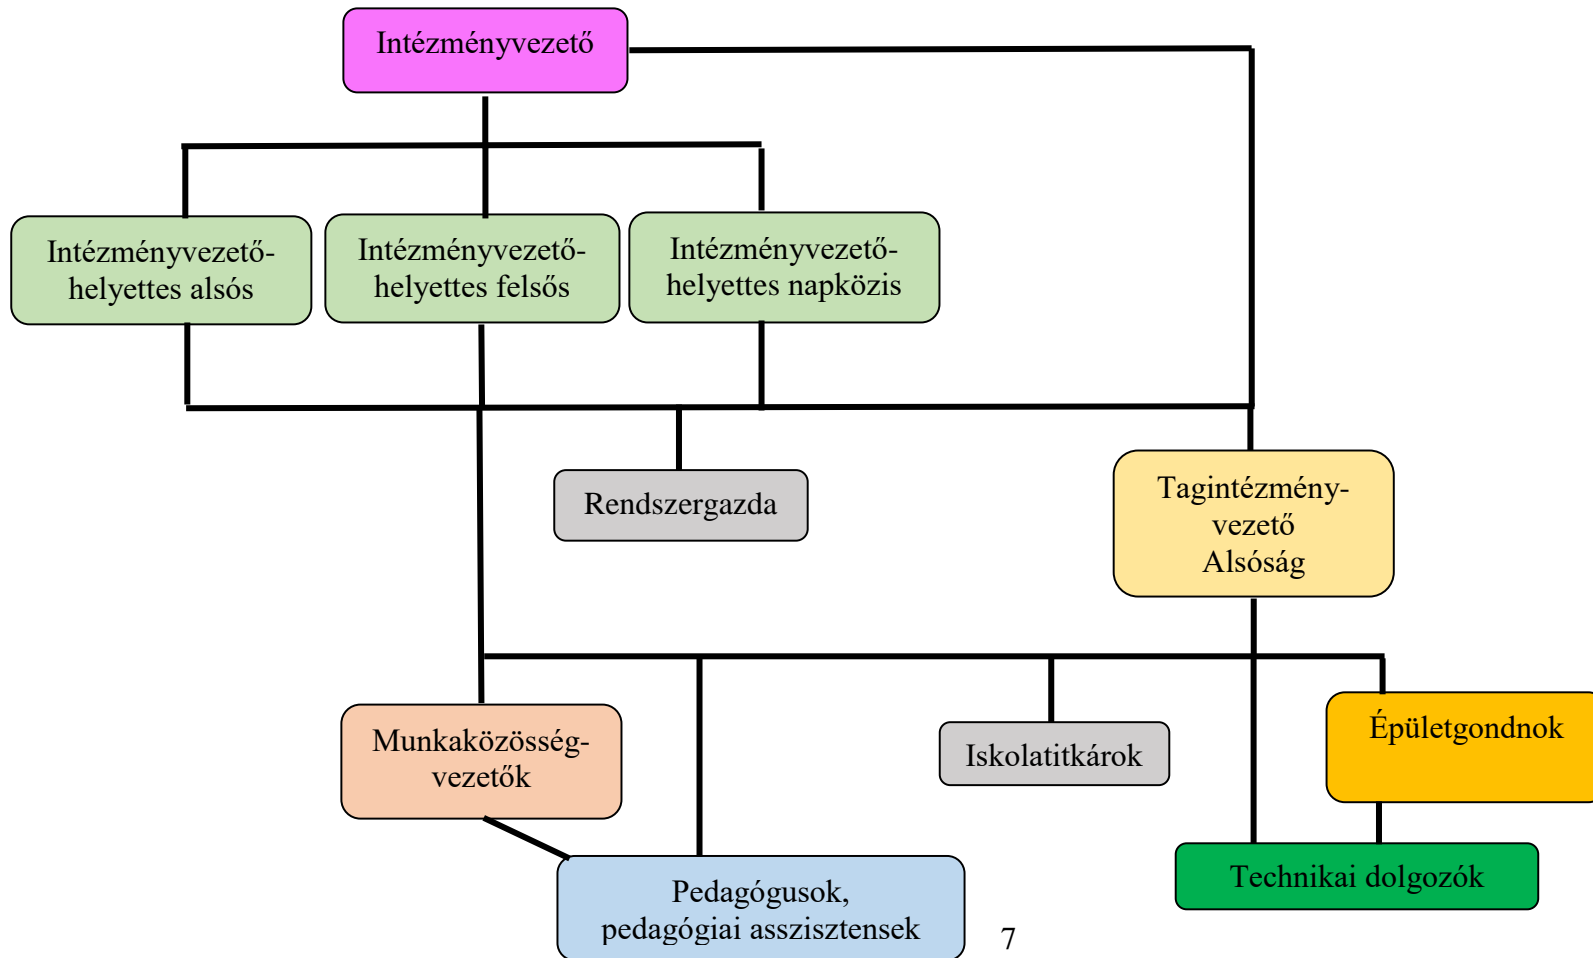 Intézményvezető
Intézményvezető-
helyettes alsós
Intézményvezető-
helyettes felsős
Intézményvezető-
helyettes napközis
Rendszergazda
Tagintézmény-
vezető
Alsóság
Munkaközösség-
vezetők
Iskolatitkárok
Épületgondnok
Technikai dolgozók
Pedagógusok,
pedagógiai asszisztensek
7